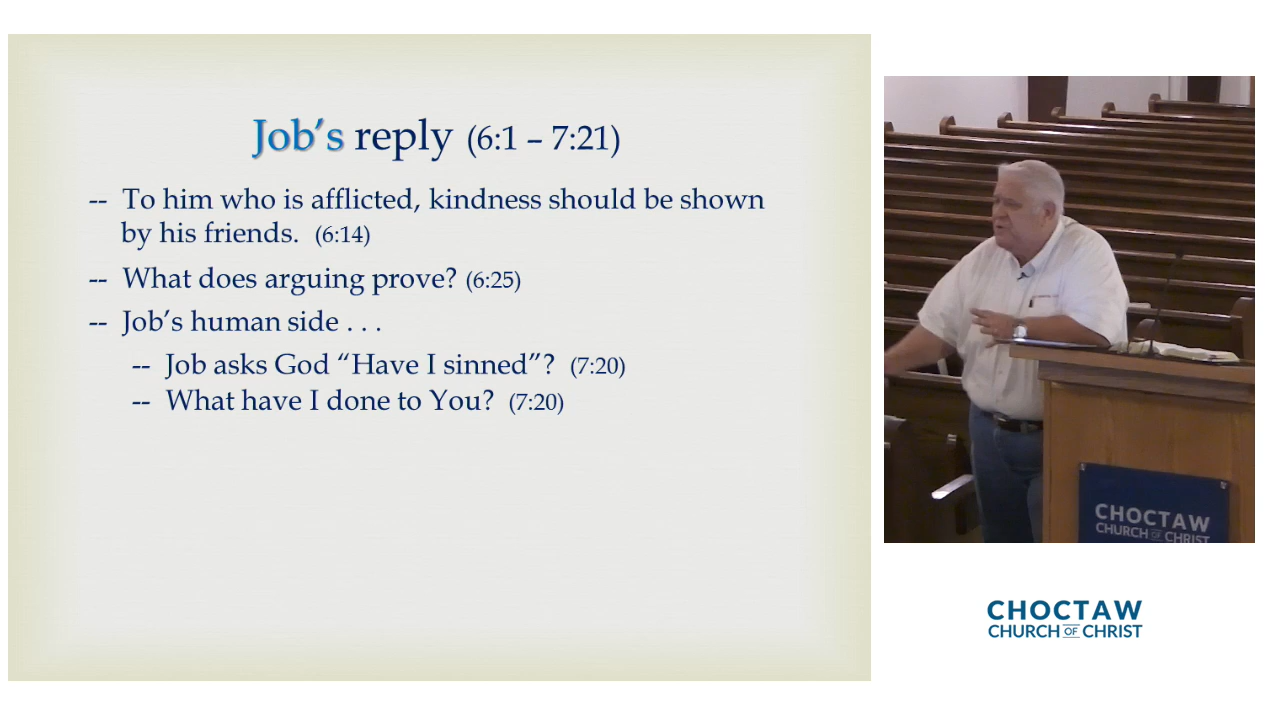 Job’s reply (6:1 – 7:21)
-- To him who is afflicted, kindness should be shown
by his friends. (6:14)
-- What does arguing prove? (6:25)
-- Job’s human side . . .
-- Job asks God “Have I sinned”? (7:20)
-- What have I done to You? (7:20)
CHOCTAW
CHURCH OF CHRIST
CHOCTAW
CHURCH OF CHRIST